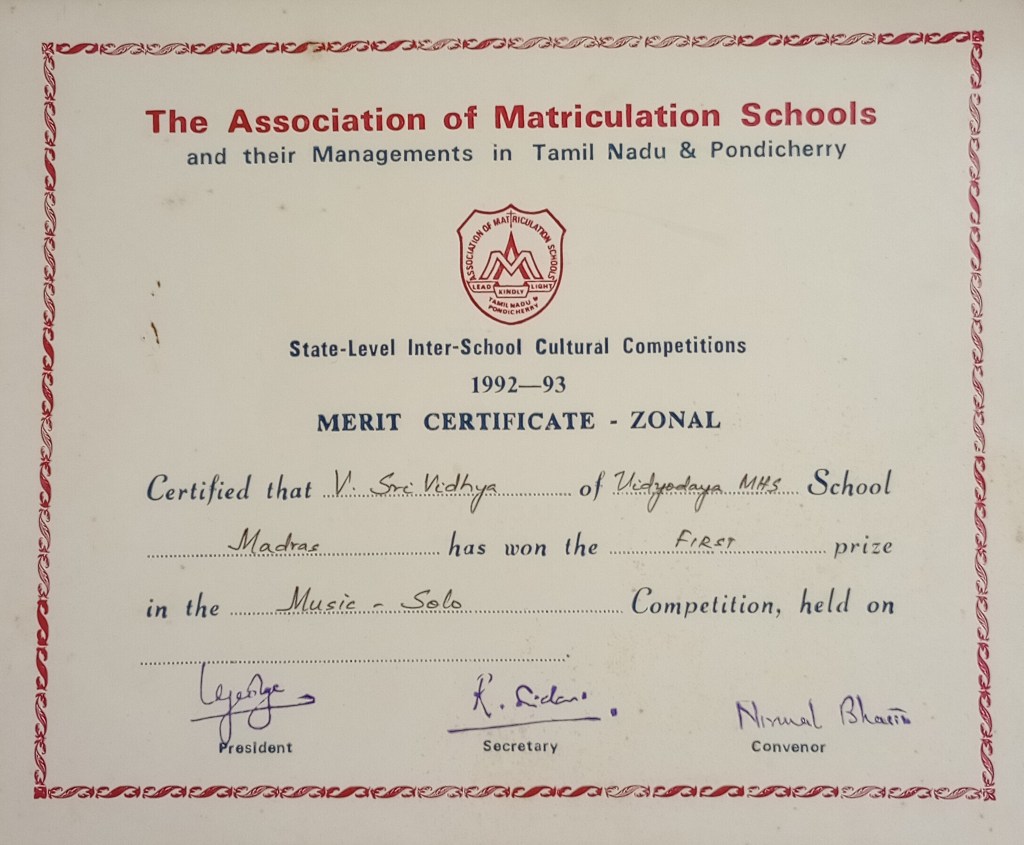 The Association of Matriculation Schools
and their Managements in Tamil Nadu & Pondicherry
ASSOCIATION OF MATRICULATION SCHOOLS
LEAD KINDLY LIGHT
TAMIL NADU &
PONDICHERRY
State-Level Inter-School Cultural Competitions
1992—93
MERIT CERTIFICATE - ZONAL
Certified that V. Sri Vidhya of Vidyodaya MHS School
Madras has won the FIRST prize
in the Music - Solo Competition, held on
K. Nirmal
President Secretary Convenor